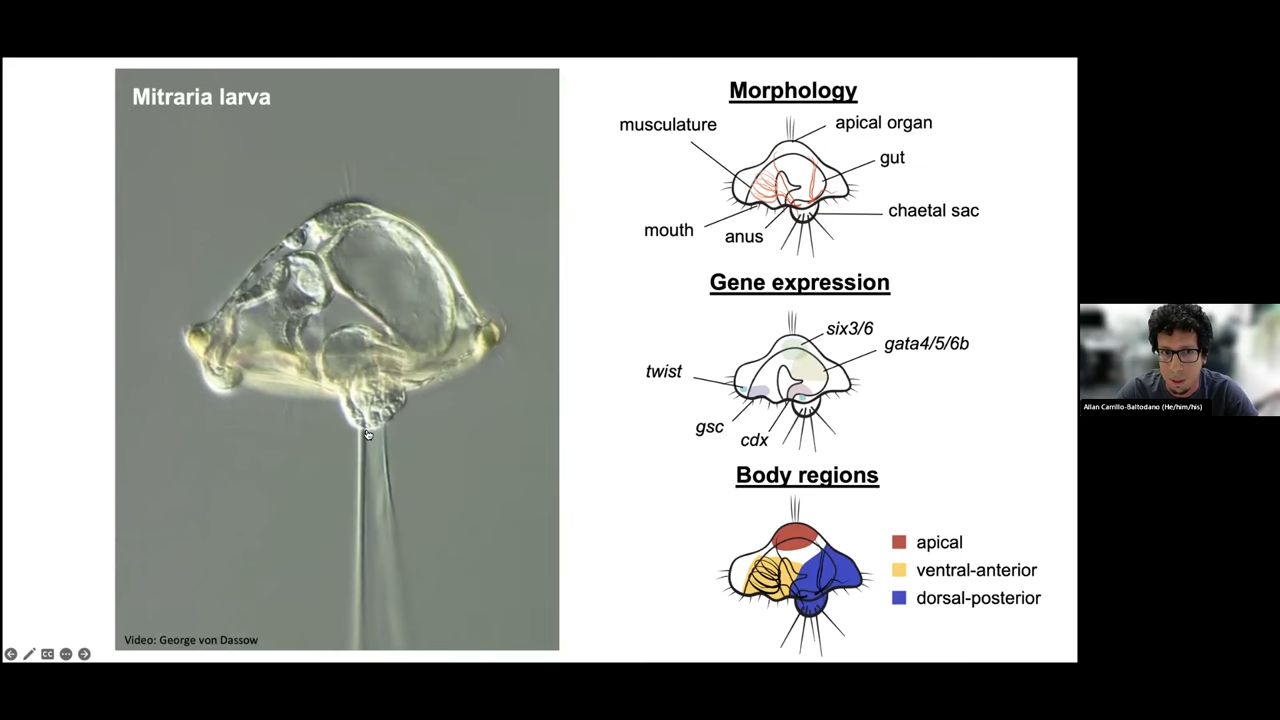 Mitraria larva
Video: George von Dassow
Morphology
musculature
apical organ
gut
chaetal sac
mouth
anus
Gene expression
six3/6
gata4/5/6b
twist
gsc
cdx
Body regions
apical
ventral-anterior
dorsal-posterior
CC
Allan Carrillo-Baltodano (He/him/his)